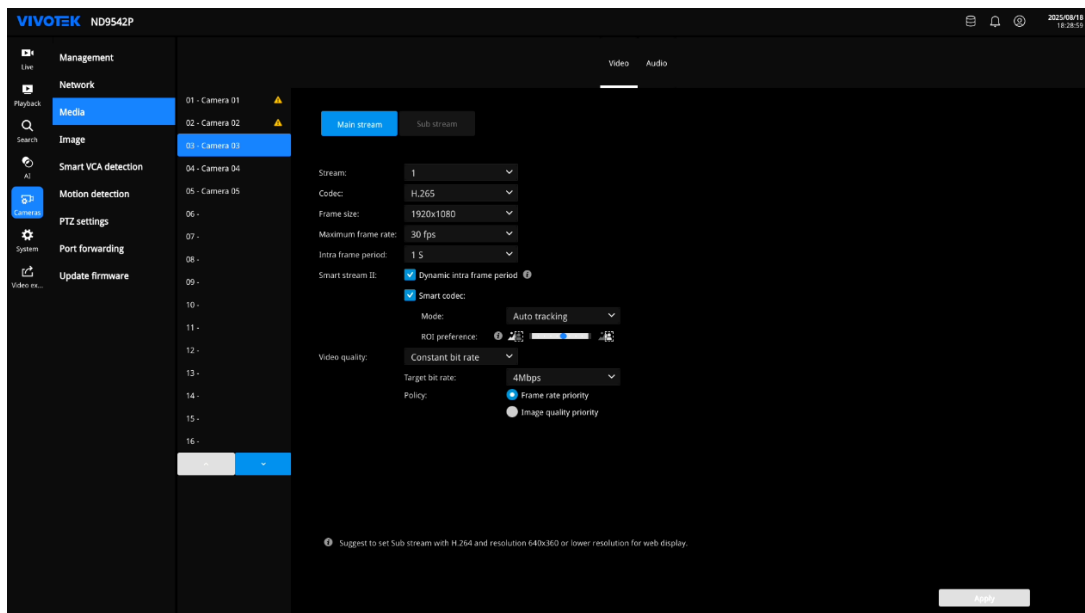 VIVOTEK ND9542P
2025/08/18
18:28:59
Live
Playback
Search
AI
Cameras
System
Video ex...
Management
Network
Media
Image
Smart VCA detection
Motion detection
PTZ settings
Port forwarding
Update firmware
01 - Camera 01
02 - Camera 02
03 - Camera 03
04 - Camera 04
05 - Camera 05
06 -
07 -
08 -
09 -
10 -
11 -
12 -
13 -
14 -
15 -
16 -
Video Audio
Main stream Sub stream
Stream: 1
Codec: H.265
Frame size: 1920x1080
Maximum frame rate: 30 fps
Intra frame period: 1 S
Smart stream II: Dynamic intra frame period
Smart codec:
Mode: Auto tracking
ROI preference:
Video quality: Constant bit rate
Target bit rate: 4Mbps
Policy: Frame rate priority
Image quality priority
Suggest to set Sub stream with H.264 and resolution 640x360 or lower resolution for web display.
Apply